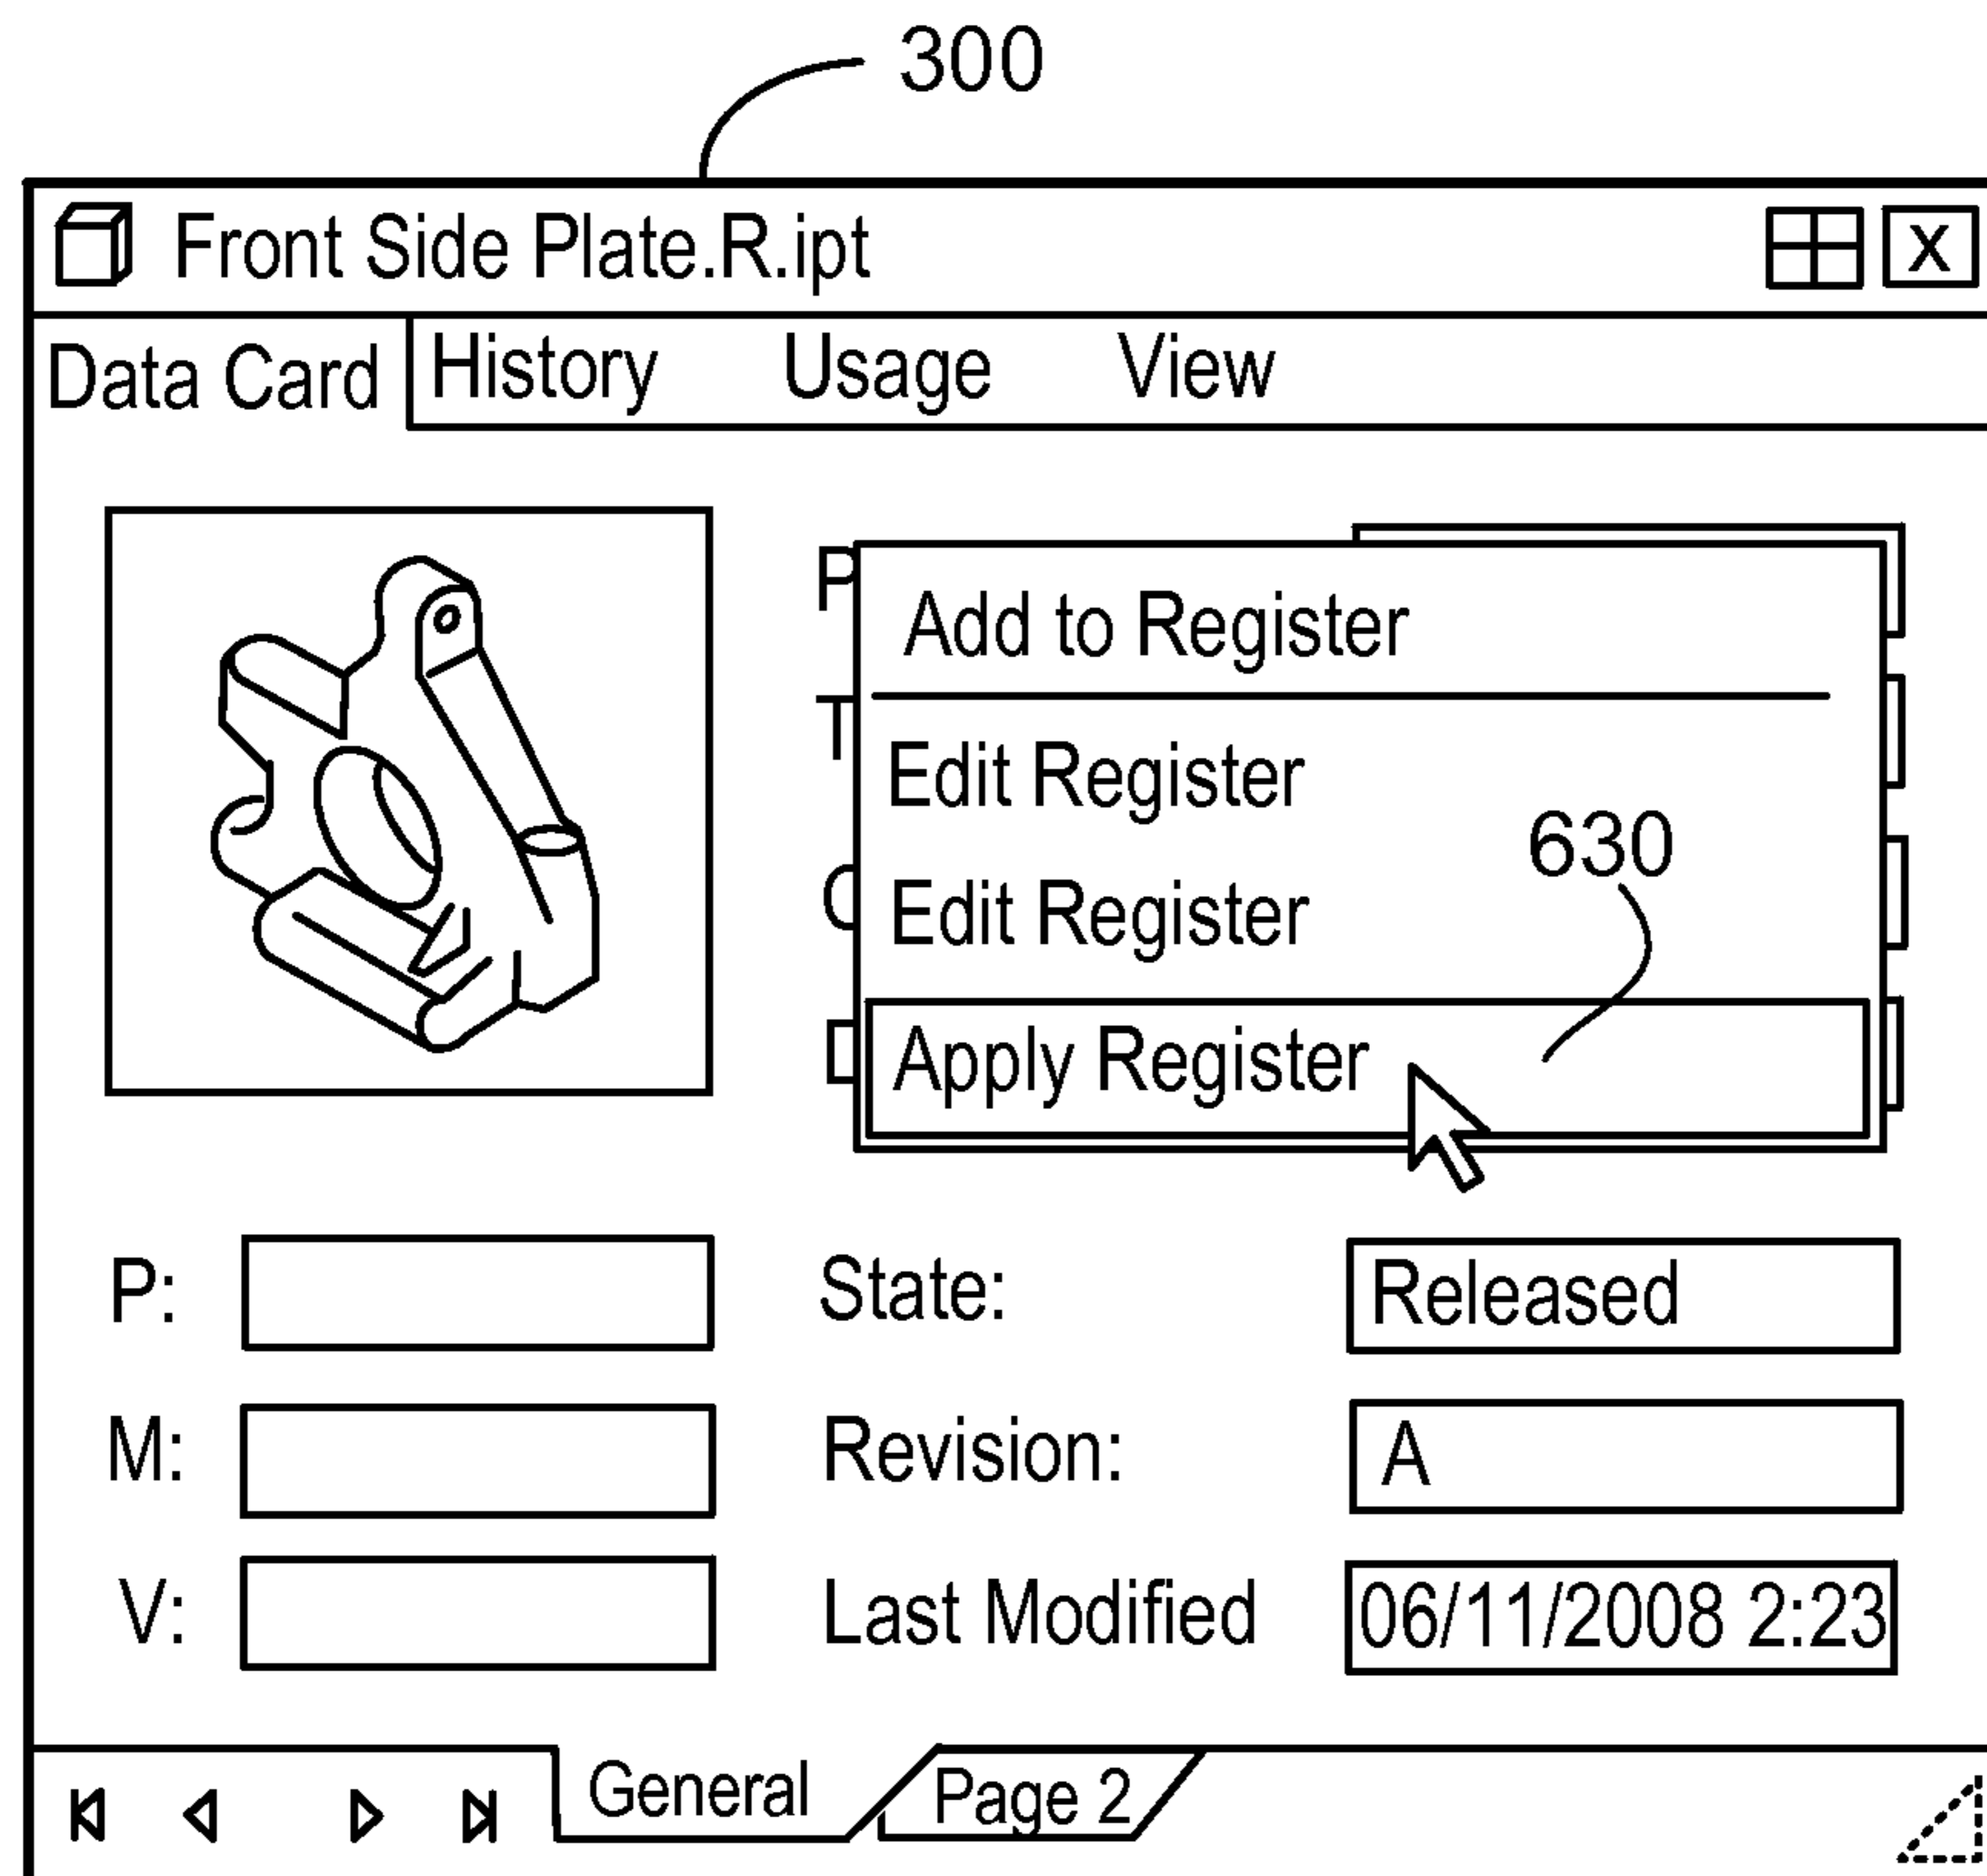 300
Front Side Plate.R.ipt
X
Data Card History Usage View
P
Add to Register
T
Edit Register
630
Edit Register
Apply Register
P: State: Released
M: Revision: A
V: Last Modified 06/11/2008 2:23
General Page 2